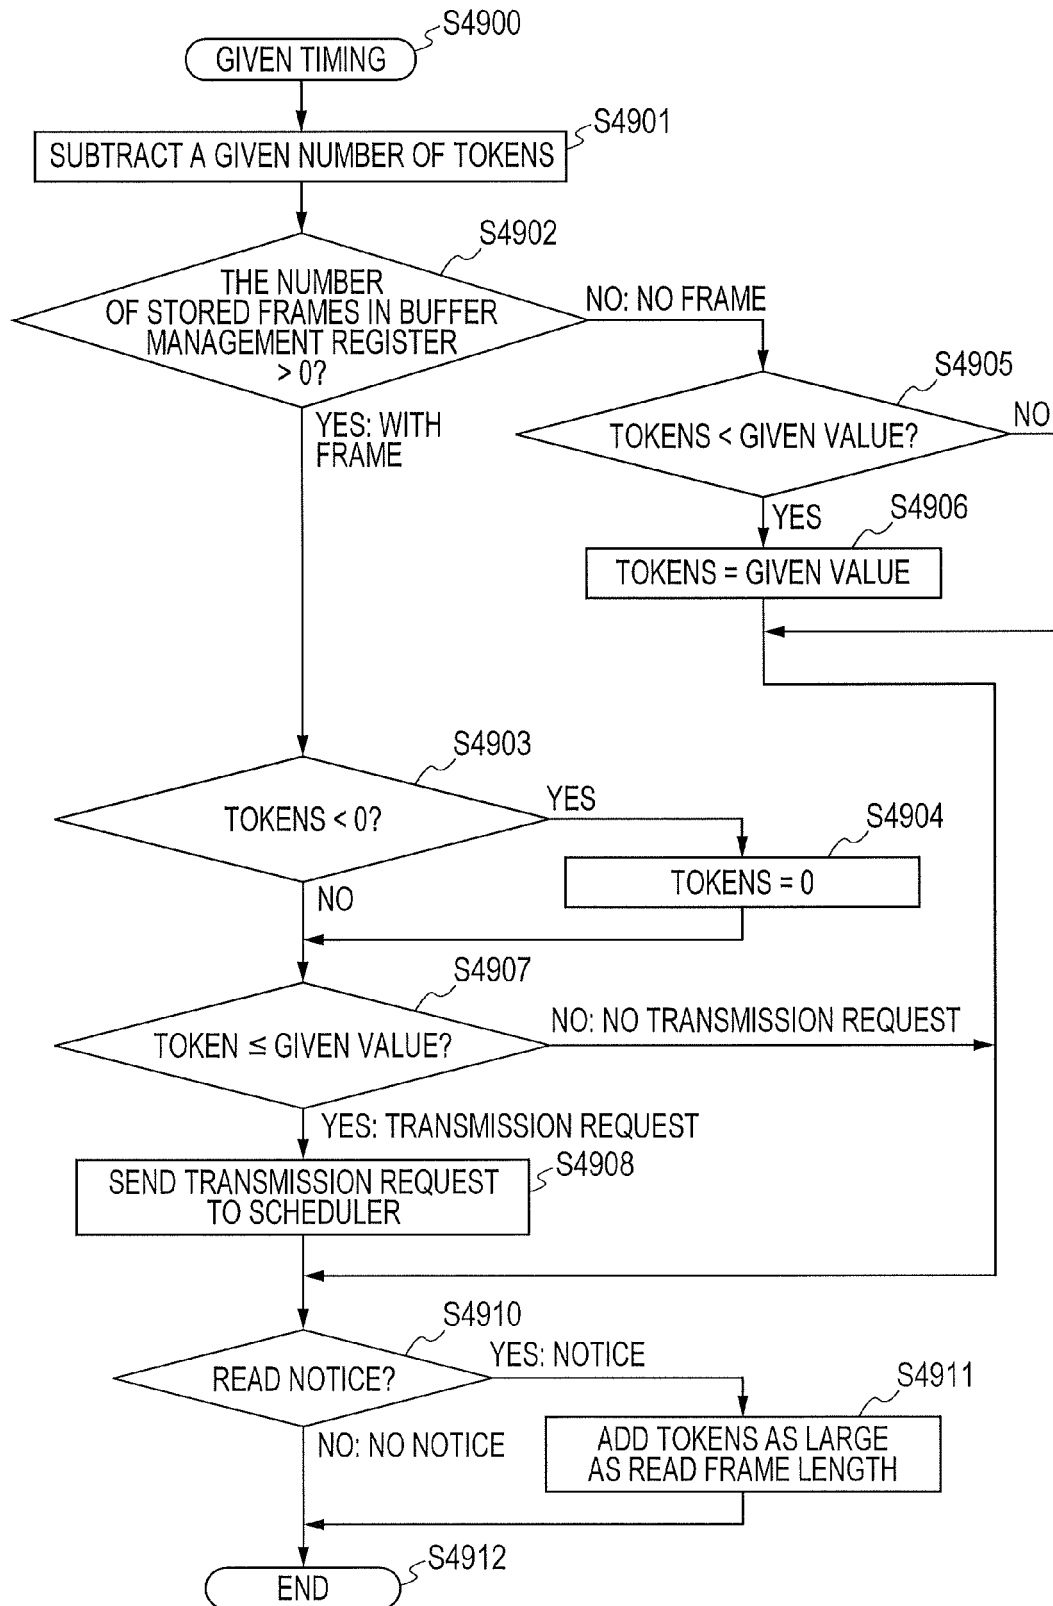 S4900
GIVEN TIMING
S4901
SUBTRACT A GIVEN NUMBER OF TOKENS
S4902
THE NUMBER
OF STORED FRAMES IN BUFFER
MANAGEMENT REGISTER
> 0?
NO: NO FRAME
YES: WITH
FRAME
S4905
TOKENS < GIVEN VALUE?
NO
YES
S4906
TOKENS = GIVEN VALUE
S4903
TOKENS < 0?
YES
S4904
TOKENS = 0
NO
S4907
TOKEN ≤ GIVEN VALUE?
NO: NO TRANSMISSION REQUEST
YES: TRANSMISSION REQUEST
S4908
SEND TRANSMISSION REQUEST
TO SCHEDULER
S4910
READ NOTICE?
YES: NOTICE
S4911
ADD TOKENS AS LARGE
AS READ FRAME LENGTH
NO: NO NOTICE
S4912
END